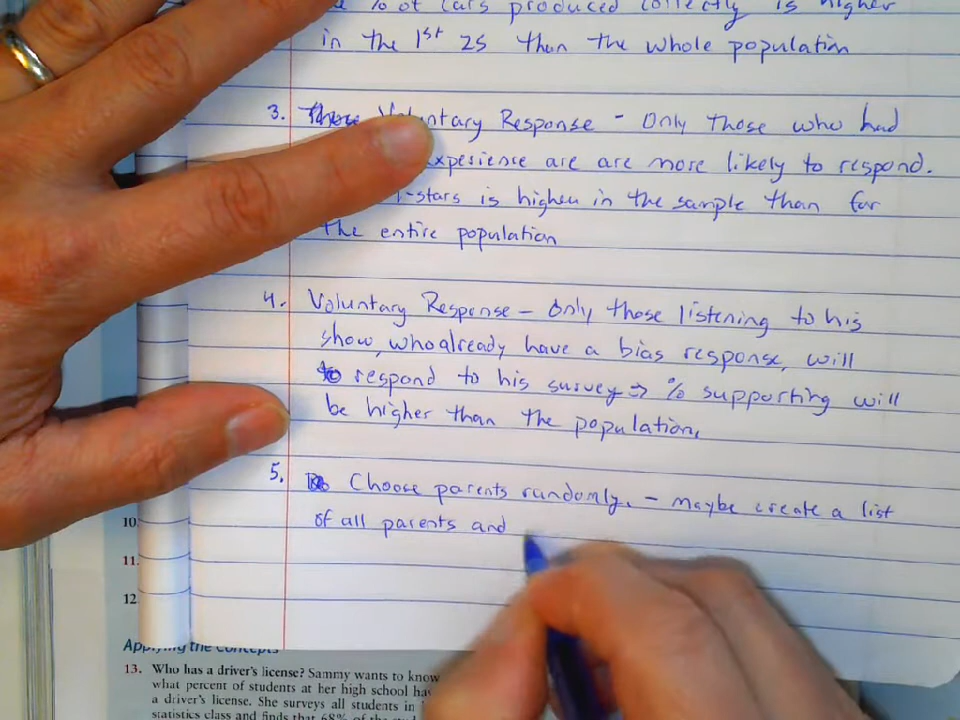 % of cars produced correctly is higher
in the 1st 25 than the whole population
3. Voluntary Response - Only those who had
experience are are more likely to respond.
1-stars is higher in the sample than for
the entire population
4. Voluntary Response - Only those listening to his
show, who already have a bias response, will
respond to his survey => % supporting will
be higher than the population.
5. Choose parents randomly. - maybe create a list
of all parents and
10.
11.
12
Applying the Concepts
13. Who has a driver's license? Sammy wants to know
what percent of students at her high school ha
a driver's license. She surveys all students in
statistics class and finds that 68% of the